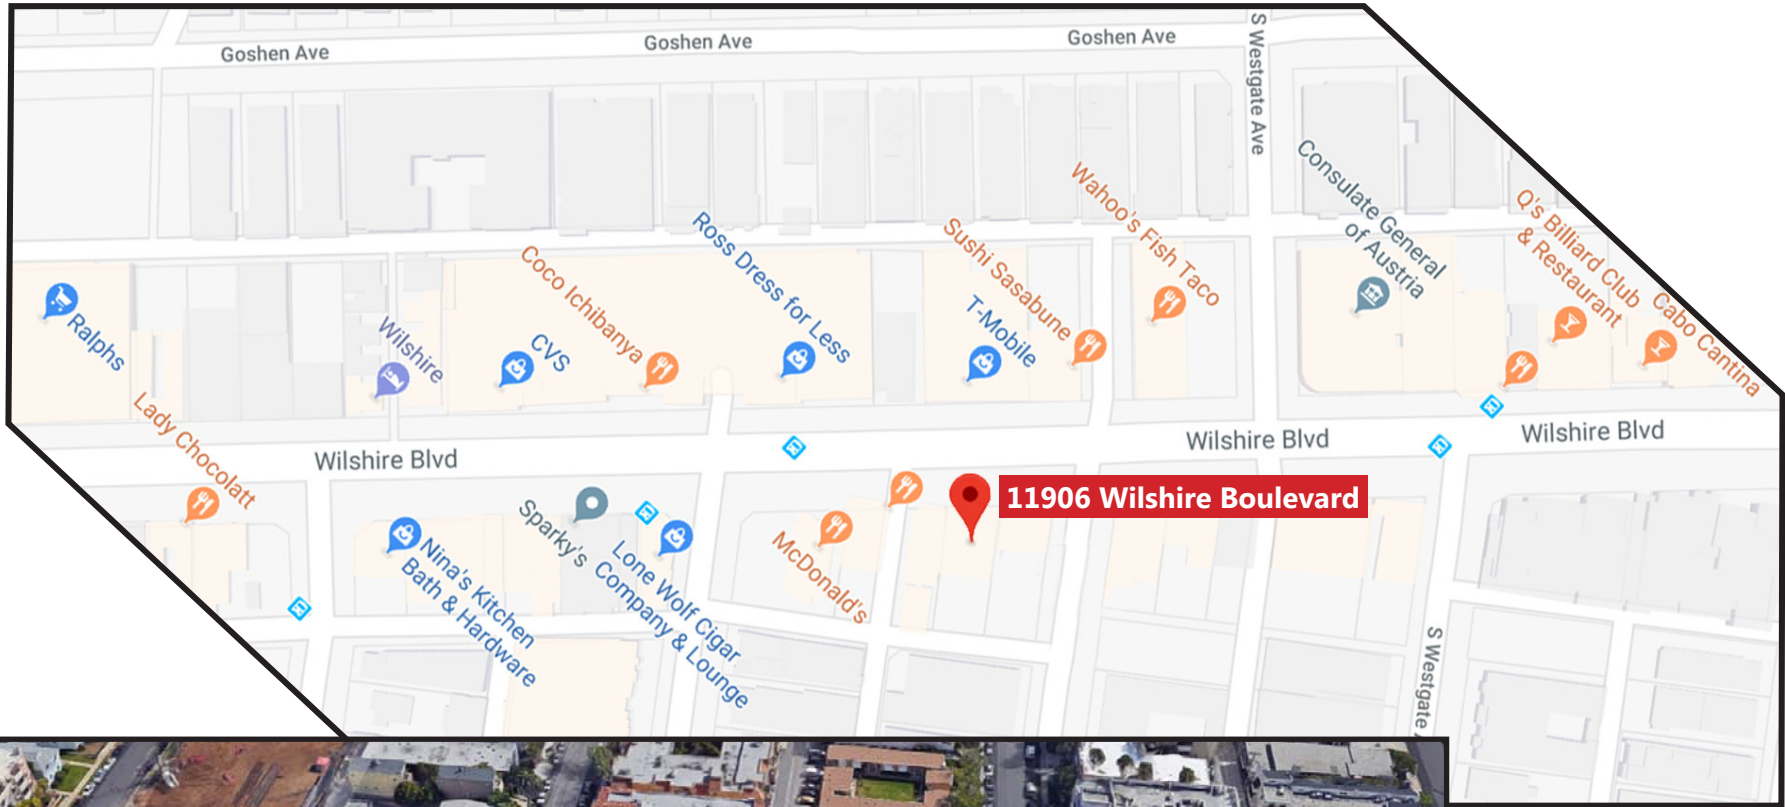 Goshen Ave
Goshen Ave
Goshen Ave
S Westgate Ave
Consulate General
of Austria
Q's Billiard Club
& Restaurant
Cabo Cantina
Wahoo's Fish Taco
Sushi Sasabune
T-Mobile
Ross Dress for Less
Coco Ichibanya
CVS
Wilshire
Ralphs
Lady Chocolatt
Wilshire Blvd
Wilshire Blvd
Wilshire Blvd
11906 Wilshire Boulevard
McDonald's
Sparky's
Lone Wolf Cigar
Company & Lounge
Nina's Kitchen
Bath & Hardware
S Westgate A